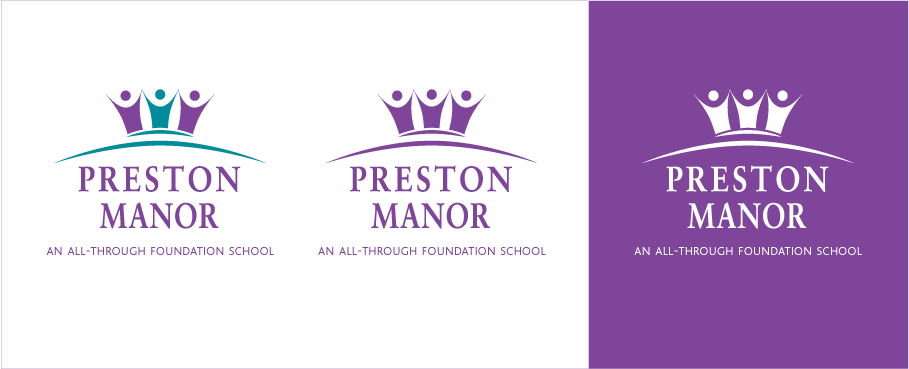 PRESTON
MANOR
AN ALL-THROUGH FOUNDATION SCHOOL
PRESTON
MANOR
AN ALL-THROUGH FOUNDATION SCHOOL
PRESTON
MANOR
AN ALL-THROUGH FOUNDATION SCHOOL